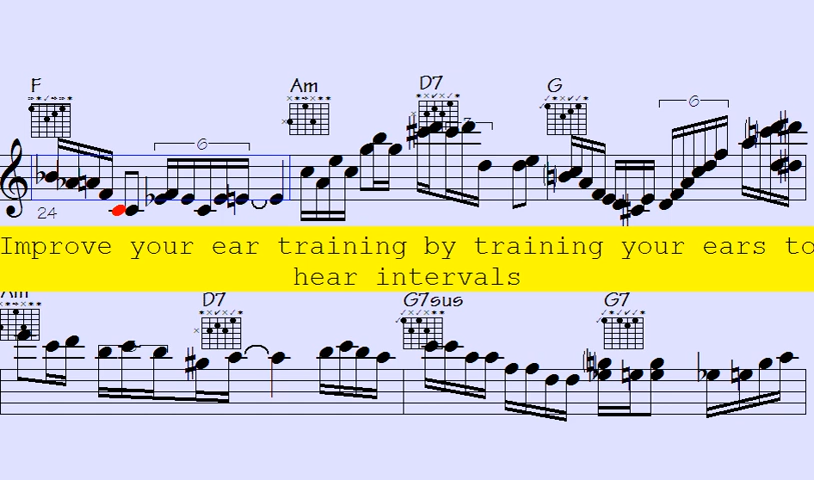 F Am D7 G
6 7 6
24
Improve your ear training by training your ears to
hear intervals
Am D7 G7sus G7